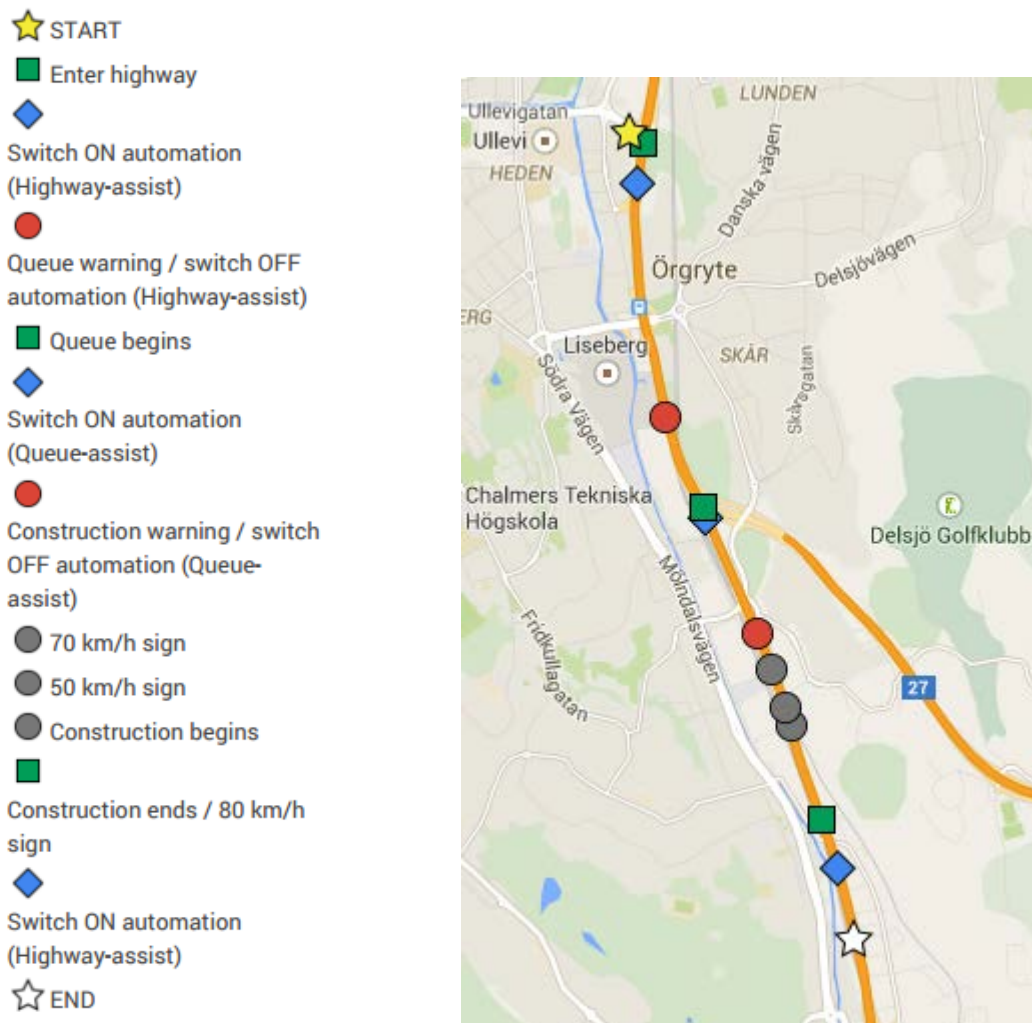 START
Enter highway
Switch ON automation
(Highway-assist)
Queue warning / switch OFF
automation (Highway-assist)
Queue begins
Switch ON automation
(Queue-assist)
Construction warning / switch
OFF automation (Queue-
assist)
70 km/h sign
50 km/h sign
Construction begins
Construction ends / 80 km/h
sign
Switch ON automation
(Highway-assist)
END
LUNDEN
Ullevigatan
Ullevi
HEDEN
Danska vägen
Örgryte
Delsjövägen
ERG
Liseberg
SKÅR
Södra Vägen
Skårsgatan
Chalmers Tekniska
Högskola
Delsjö Golfklubb
Mölndalsvägen
Fridkullagatan
27